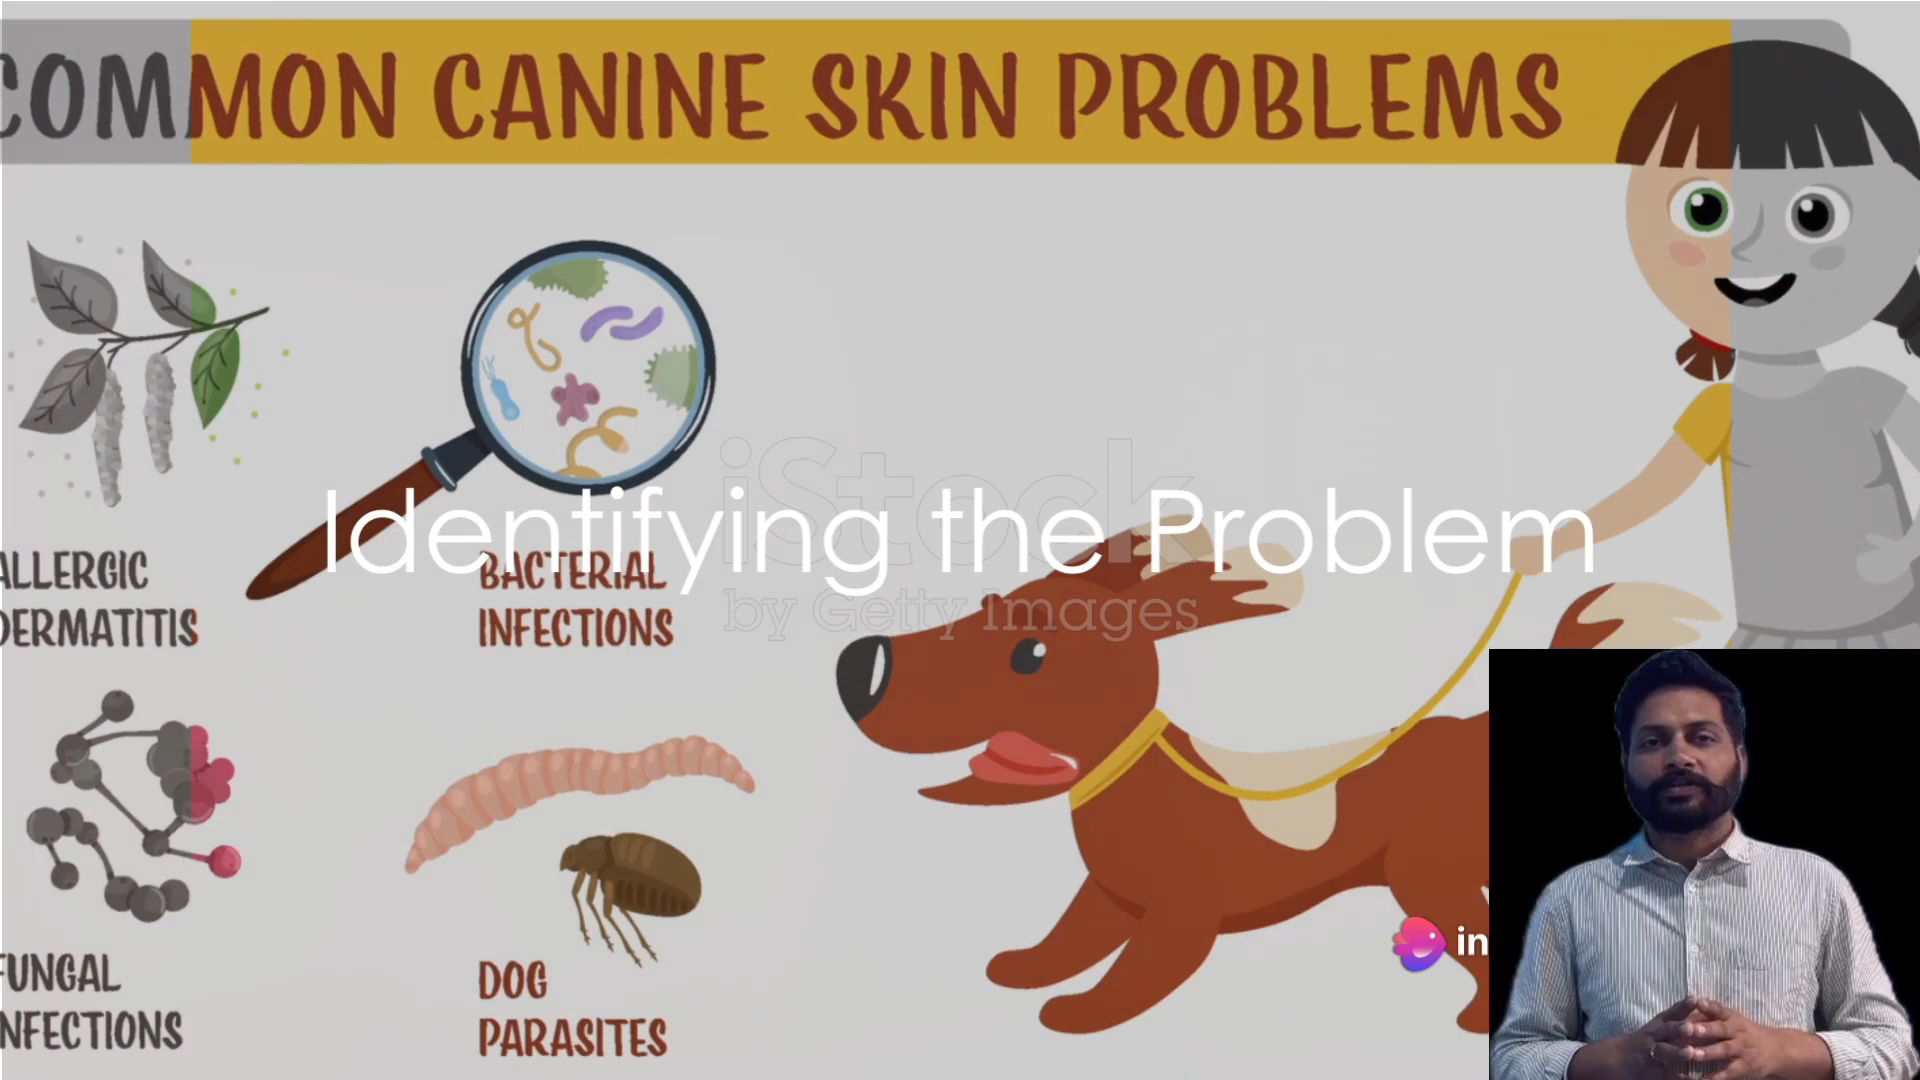 COMMON CANINE SKIN PROBLEMS
iStock
Identifying the Problem
by Getty Images
ALLERGIC
DERMATITIS
BACTERIAL
INFECTIONS
FUNGAL
INFECTIONS
DOG
PARASITES
in